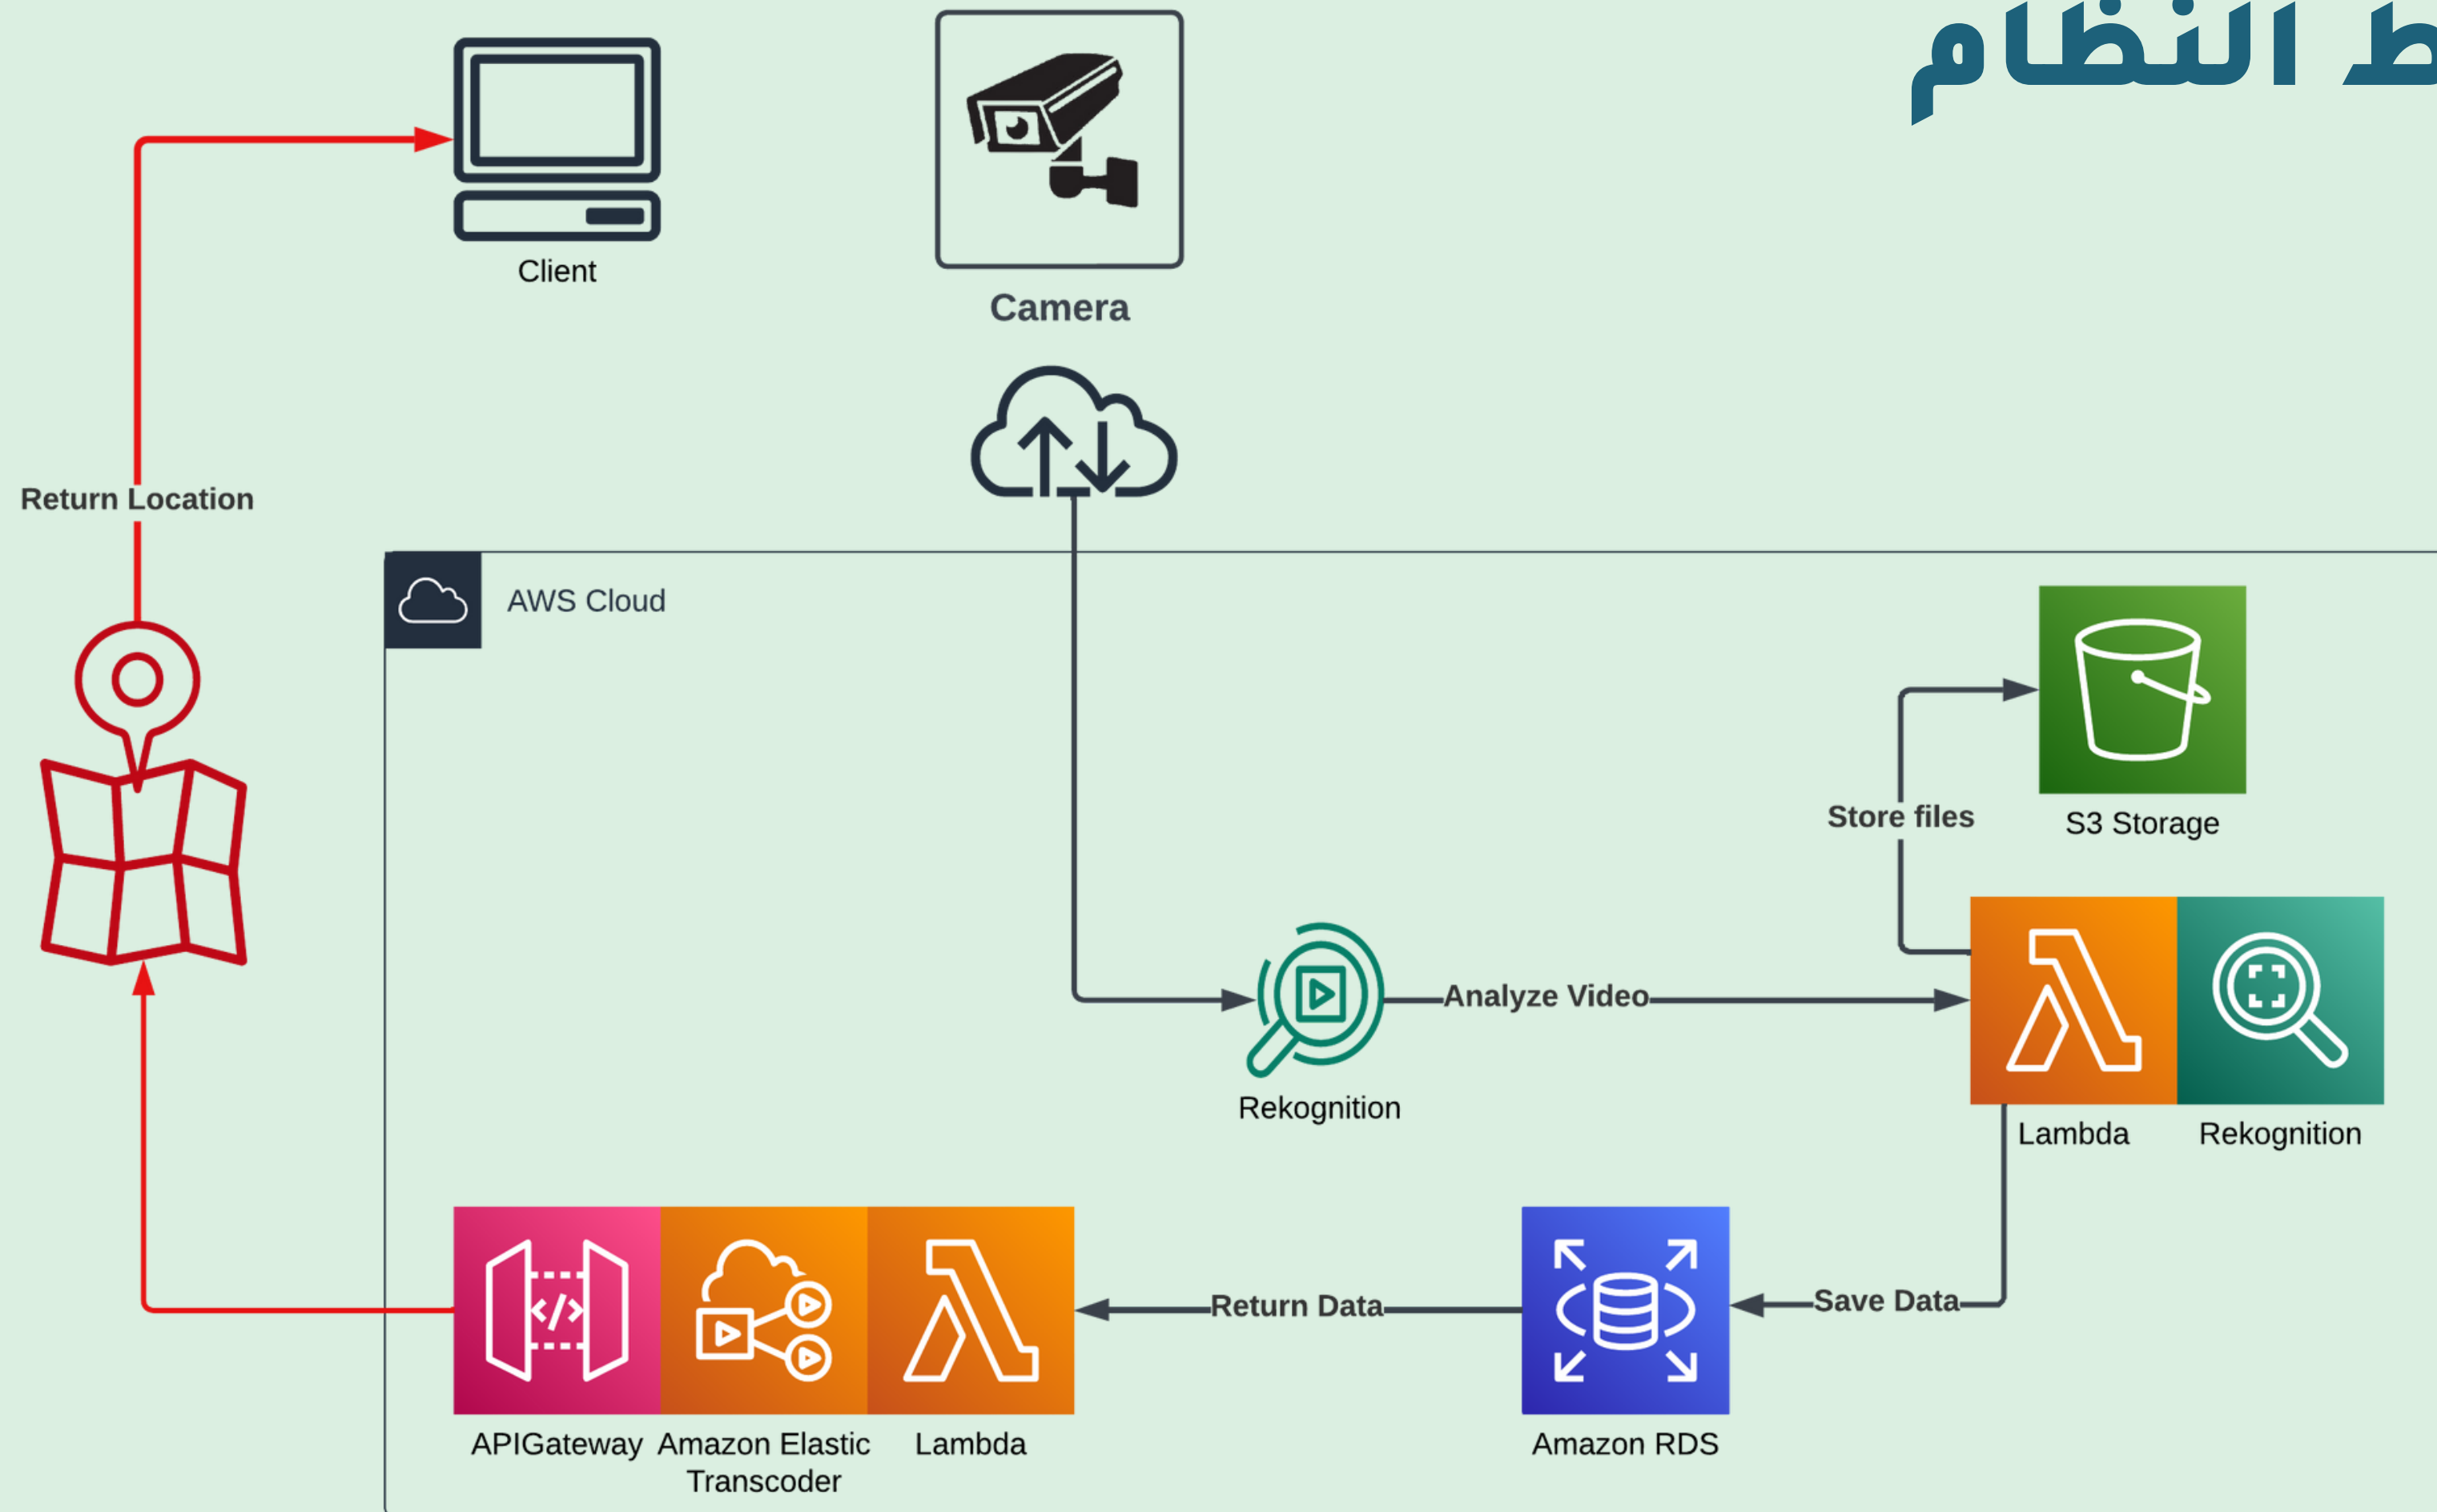 النظام
Client
Camera
Return Location
AWS Cloud
Store files
S3 Storage
Analyze Video
Rekognition
Lambda
Rekognition
Return Data
Save Data
APIGateway
Amazon Elastic
Transcoder
Lambda
Amazon RDS